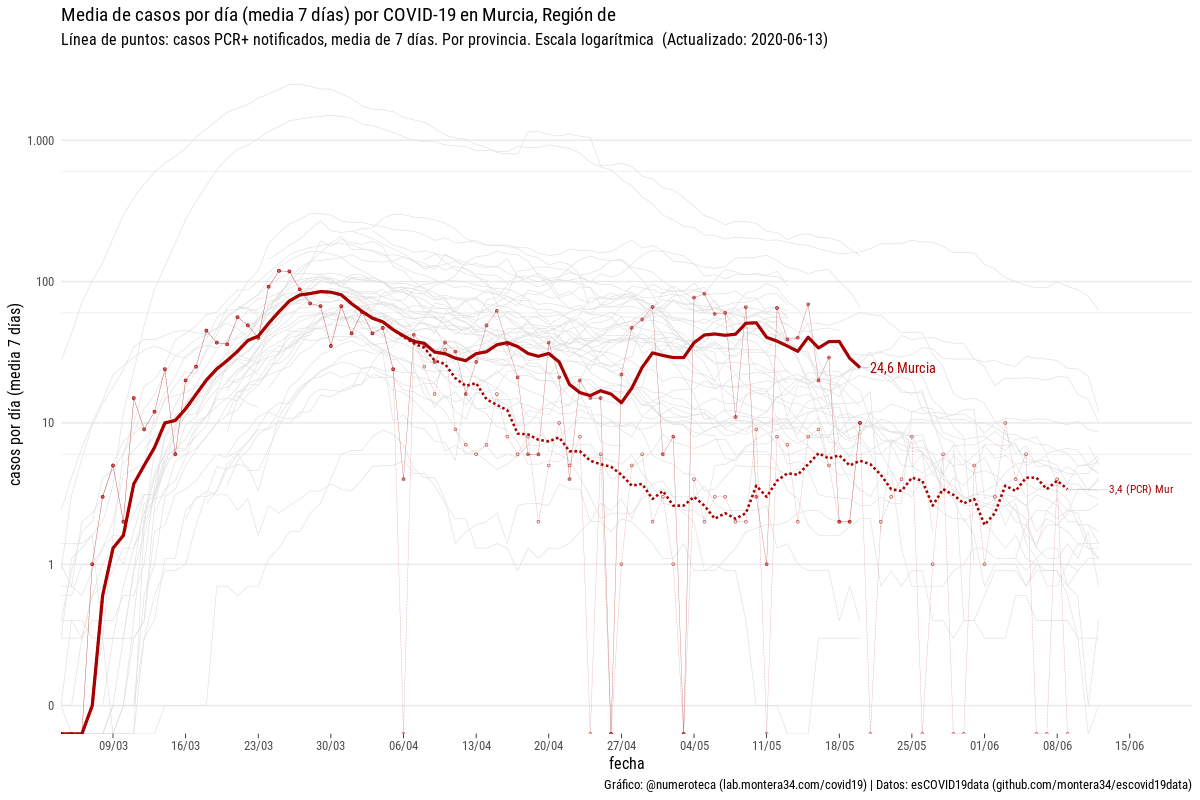 Media de casos por día (media 7 días) por COVID-19 en Murcia, Región de
Línea de puntos: casos PCR+ notificados, media de 7 días. Por provincia. Escala logarítmica (Actualizado: 2020-06-13)
casos por día (media 7 días)
1.000
100
10
1
0
24,6 Murcia
3,4 (PCR) Mur
09/03 16/03 23/03 30/03 06/04 13/04 20/04 27/04 04/05 11/05 18/05 25/05 01/06 08/06 15/06
fecha
Gráfico: @numeroteca (lab.montera34.com/covid19) | Datos: esCOVID19data (github.com/montera34/escovid19data)